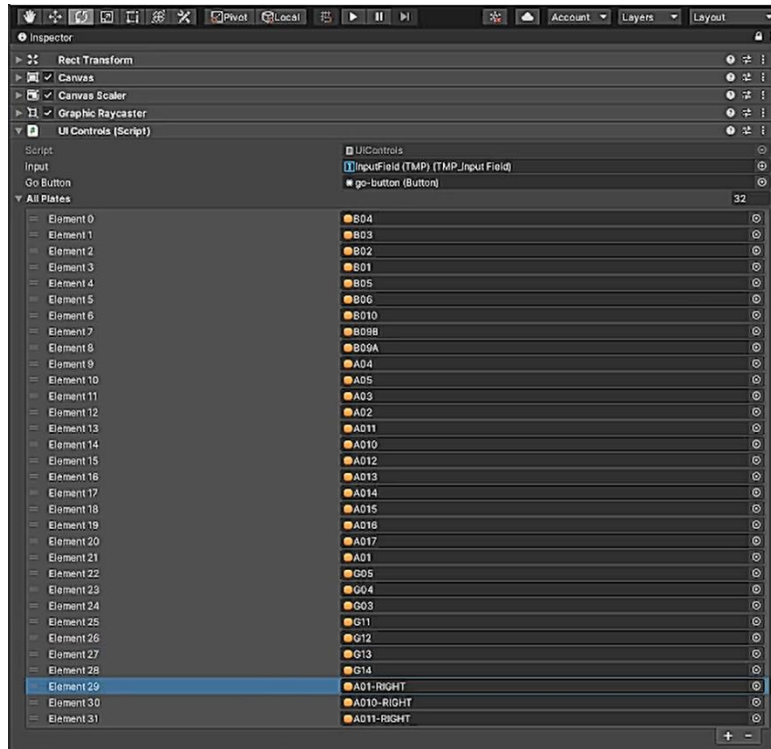 Pivot Local Account Layers Layout
Inspector
Rect Transform
Canvas
Canvas Scaler
Graphic Raycaster
UI Controls (Script)
Script UIControls
Input InputField (TMP) (TMP_Input Field)
Go Button go-button (Button)
All Plates 32
Element 0 B04
Element 1 B03
Element 2 B02
Element 3 B01
Element 4 B05
Element 5 B06
Element 6 B010
Element 7 B09B
Element 8 B09A
Element 9 A04
Element 10 A05
Element 11 A03
Element 12 A02
Element 13 A011
Element 14 A010
Element 15 A012
Element 16 A013
Element 17 A014
Element 18 A015
Element 19 A016
Element 20 A017
Element 21 A01
Element 22 G05
Element 23 G04
Element 24 G03
Element 25 G11
Element 26 G12
Element 27 G13
Element 28 G14
Element 29 A01-RIGHT
Element 30 A010-RIGHT
Element 31 A011-RIGHT
+ -